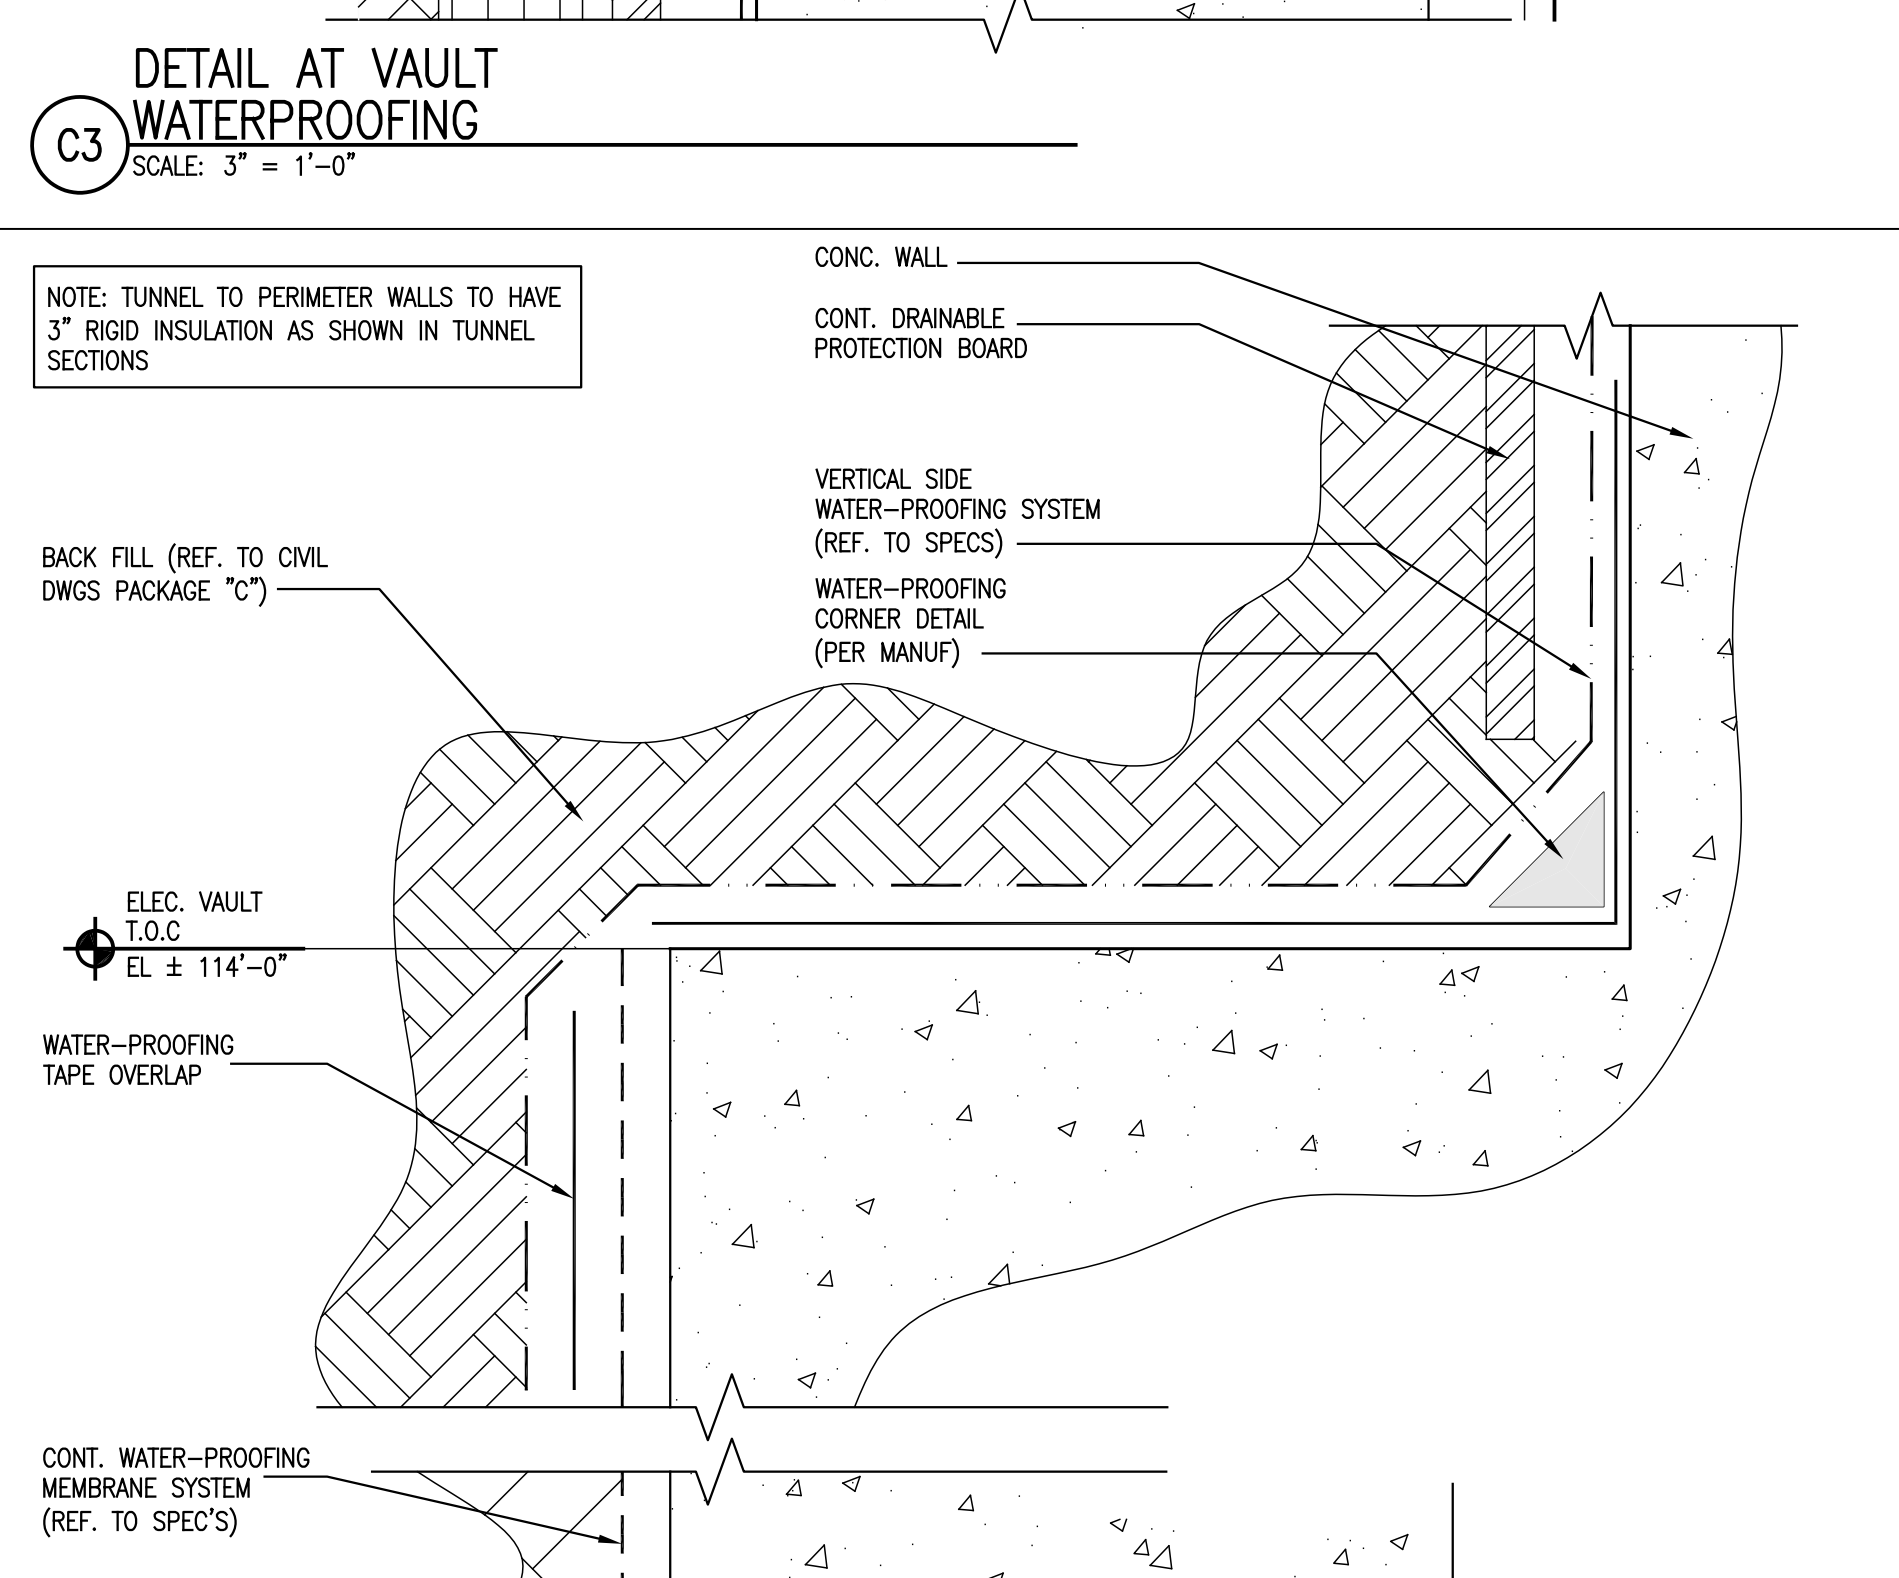 DETAIL AT VAULT
WATERPROOFING
C3
SCALE: 3" = 1'-0"
NOTE: TUNNEL TO PERIMETER WALLS TO HAVE
3" RIGID INSULATION AS SHOWN IN TUNNEL
SECTIONS
CONC. WALL
CONT. DRAINABLE
PROTECTION BOARD
VERTICAL SIDE
WATER-PROOFING SYSTEM
(REF. TO SPECS)
WATER-PROOFING
CORNER DETAIL
(PER MANUF)
BACK FILL (REF. TO CIVIL
DWGS PACKAGE "C")
ELEC. VAULT
T.O.C
EL ± 114'-0"
WATER-PROOFING
TAPE OVERLAP
CONT. WATER-PROOFING
MEMBRANE SYSTEM
(REF. TO SPEC'S)